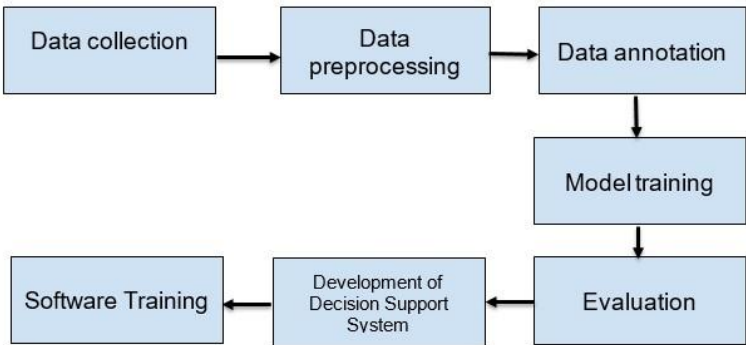 Data collection
Data
preprocessing
Data annotation
Model training
Evaluation
Development of
Decision Support
System
Software Training